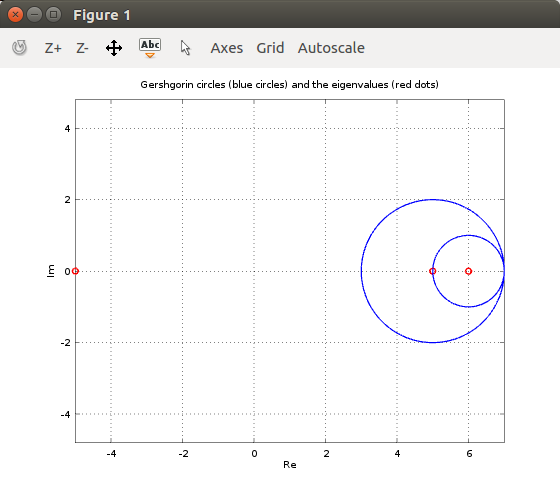 Figure 1
Z+ Z- Abc Axes Grid Autoscale
Gershgorin circles (blue circles) and the eigenvalues (red dots)
4
2
0
-2
-4
Im
-4 -2 0 2 4 6
Re